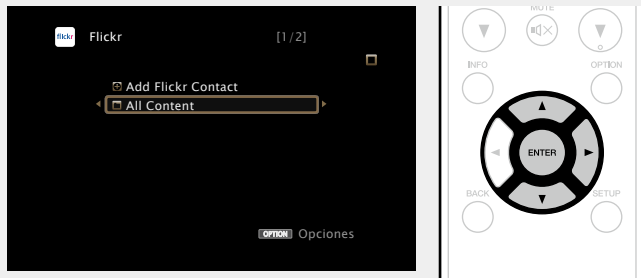 flickr Flickr [1/2]
Add Flickr Contact
All Content
OPTION Opciones
MUTE
INFO OPTION
ENTER
BACK SETUP